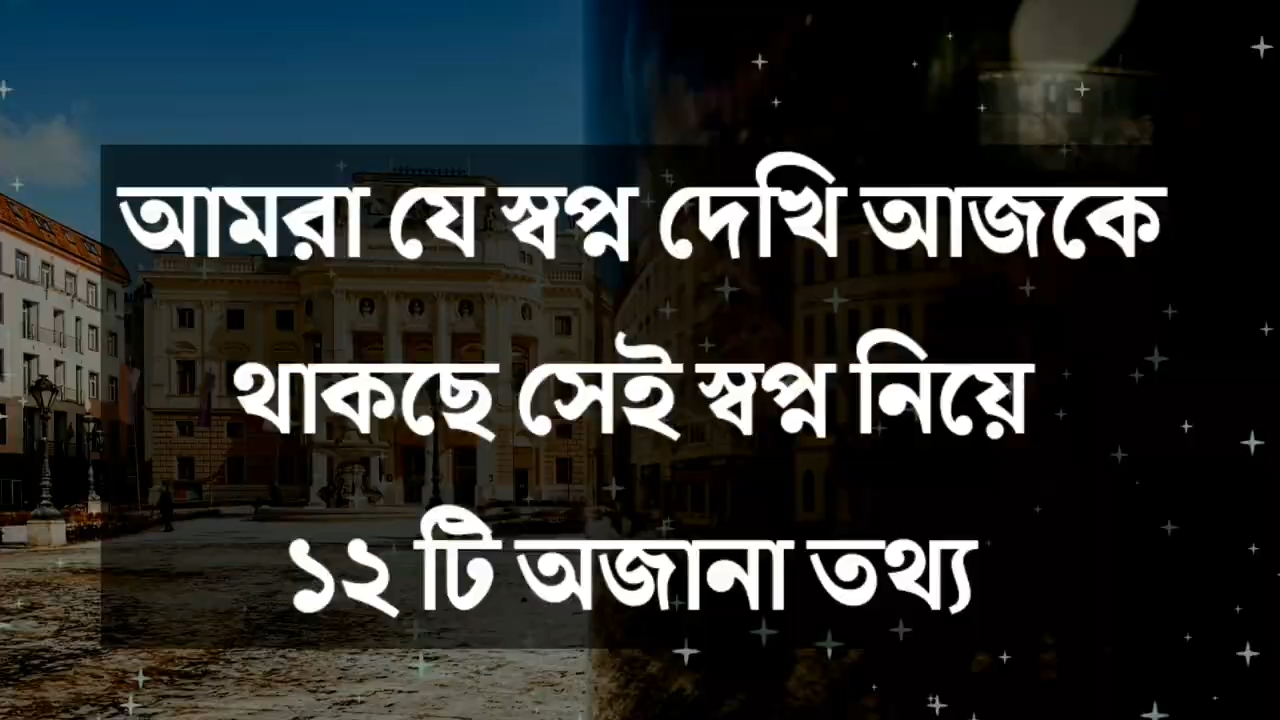 আমরা যে স্বপ্ন দেখি আজকে
থাকছে সেই স্বপ্ন নিয়ে
১২ টি অজানা তথ্য